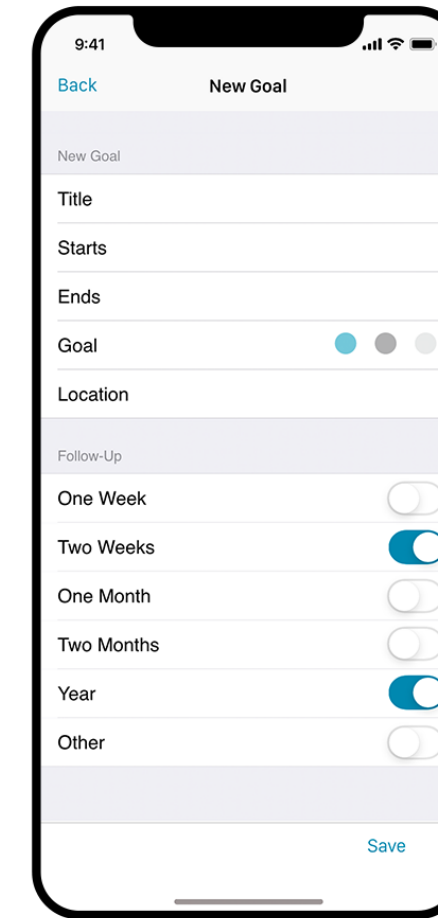 9:41
Back New Goal
New Goal
Title
Starts
Ends
Goal
Location
Follow-Up
One Week
Two Weeks
One Month
Two Months
Year
Other
Save